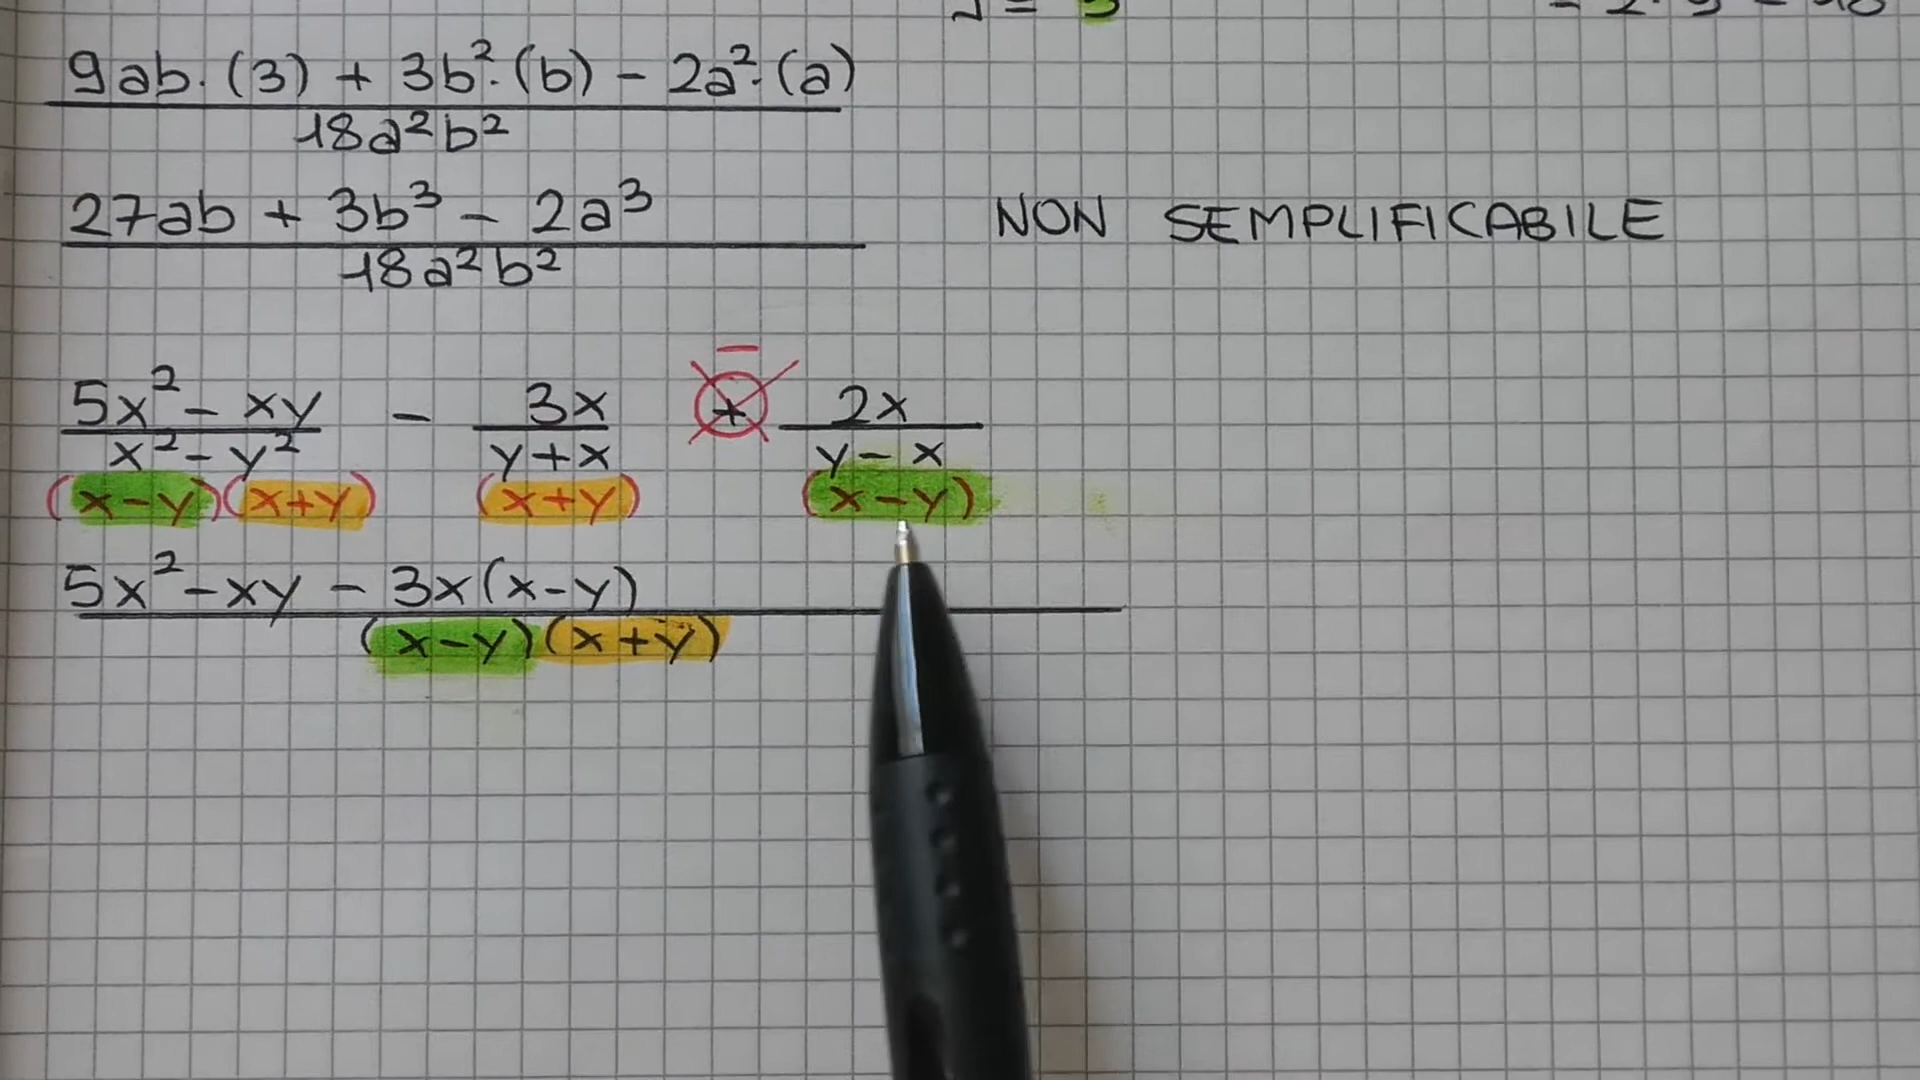 9ab·(3) + 3b²·(b) - 2a²·(a)
18a²b²
27ab + 3b³ - 2a³
18a²b²
NON SEMPLIFICABILE
-
5x² - xy - 3x + 2x
x² - y² y + x y - x
(x-y)(x+y) (x+y) (x-y)
5x² - xy - 3x(x-y)
(x-y)(x+y)